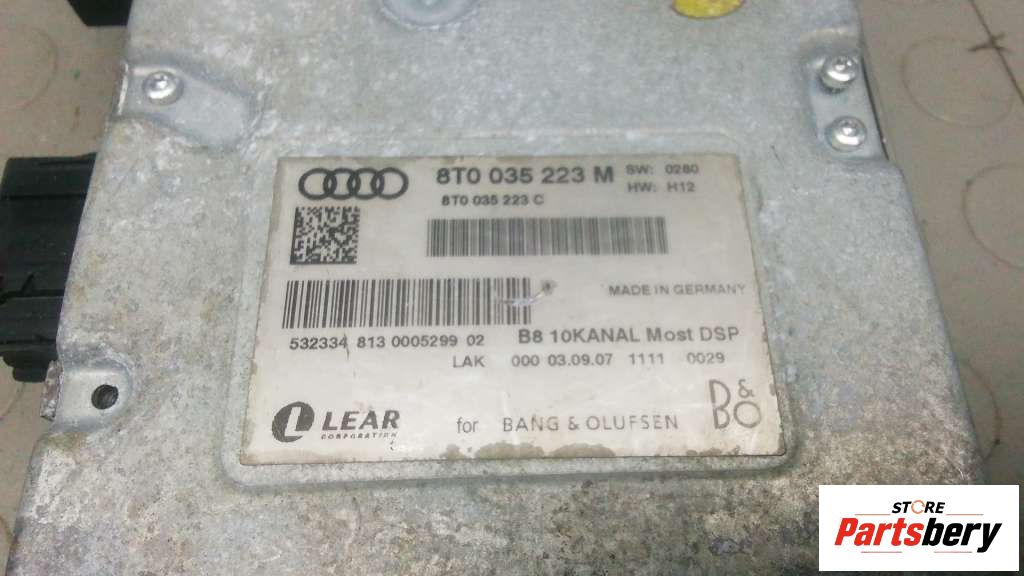 8T0 035 223 M SW: 0280
8T0 035 223 C HW: H12
MADE IN GERMANY
532334 813 0005299 02 B8 10KANAL Most DSP
LAK 000 03.09.07 1111 0029
LEAR
CORPORATION
for BANG & OLUFSEN B&O
STORE
Partsbery